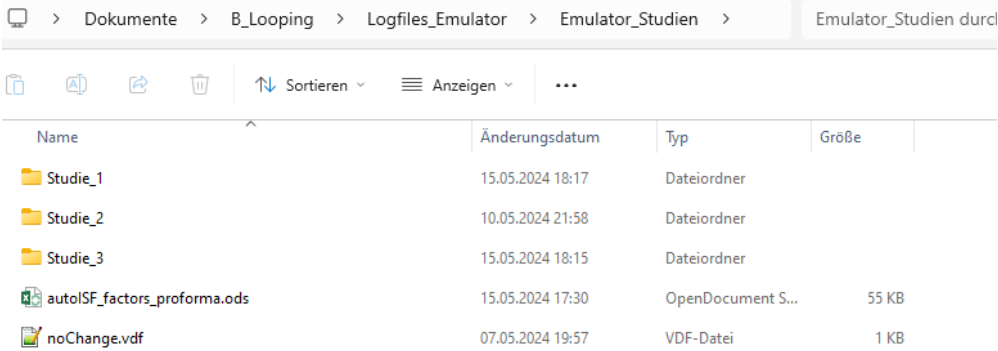 > Dokumente > B_Looping > Logfiles_Emulator > Emulator_Studien > Emulator_Studien durch
Sortieren Anzeigen ...
Name Änderungsdatum Typ Größe
Studie_1 15.05.2024 18:17 Dateiordner
Studie_2 10.05.2024 21:58 Dateiordner
Studie_3 15.05.2024 18:15 Dateiordner
autoISF_factors_proforma.ods 15.05.2024 17:30 OpenDocument S... 55 KB
noChange.vdf 07.05.2024 19:57 VDF-Datei 1 KB